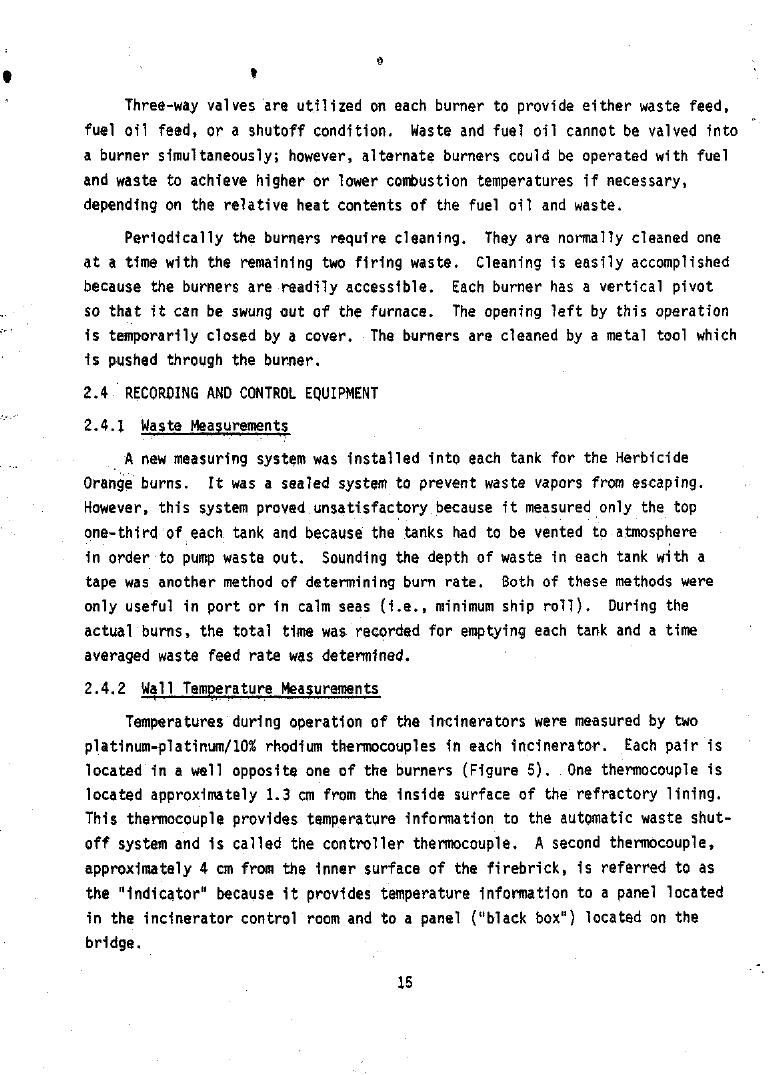 Three-way valves are utilized on each burner to provide either waste feed,
fuel oil feed, or a shutoff condition. Waste and fuel oil cannot be valved into
a burner simultaneously; however, alternate burners could be operated with fuel
and waste to achieve higher or lower combustion temperatures if necessary,
depending on the relative heat contents of the fuel oil and waste.
Periodically the burners require cleaning. They are normally cleaned one
at a time with the remaining two firing waste. Cleaning is easily accomplished
because the burners are readily accessible. Each burner has a vertical pivot
so that it can be swung out of the furnace. The opening left by this operation
is temporarily closed by a cover. The burners are cleaned by a metal tool which
is pushed through the burner.
2.4 RECORDING AND CONTROL EQUIPMENT
2.4.1 Waste Measurements
A new measuring system was installed into each tank for the Herbicide
Orange burns. It was a sealed system to prevent waste vapors from escaping.
However, this system proved unsatisfactory because it measured only the top
one-third of each tank and because the tanks had to be vented to atmosphere
in order to pump waste out. Sounding the depth of waste in each tank with a
tape was another method of determining burn rate. Both of these methods were
only useful in port or in calm seas (i.e., minimum ship roll). During the
actual burns, the total time was recorded for emptying each tank and a time
averaged waste feed rate was determined.
2.4.2 Wall Temperature Measurements
Temperatures during operation of the incinerators were measured by two
platinum-platinum/10% rhodium thermocouples in each incinerator. Each pair is
located in a well opposite one of the burners (Figure 5). One thermocouple is
located approximately 1.3 cm from the inside surface of the refractory lining.
This thermocouple provides temperature information to the automatic waste shut-
off system and is called the controller thermocouple. A second thermocouple,
approximately 4 cm from the inner surface of the firebrick, is referred to as
the "indicator" because it provides temperature information to a panel located
in the incinerator control room and to a panel ("black box") located on the
bridge.
15